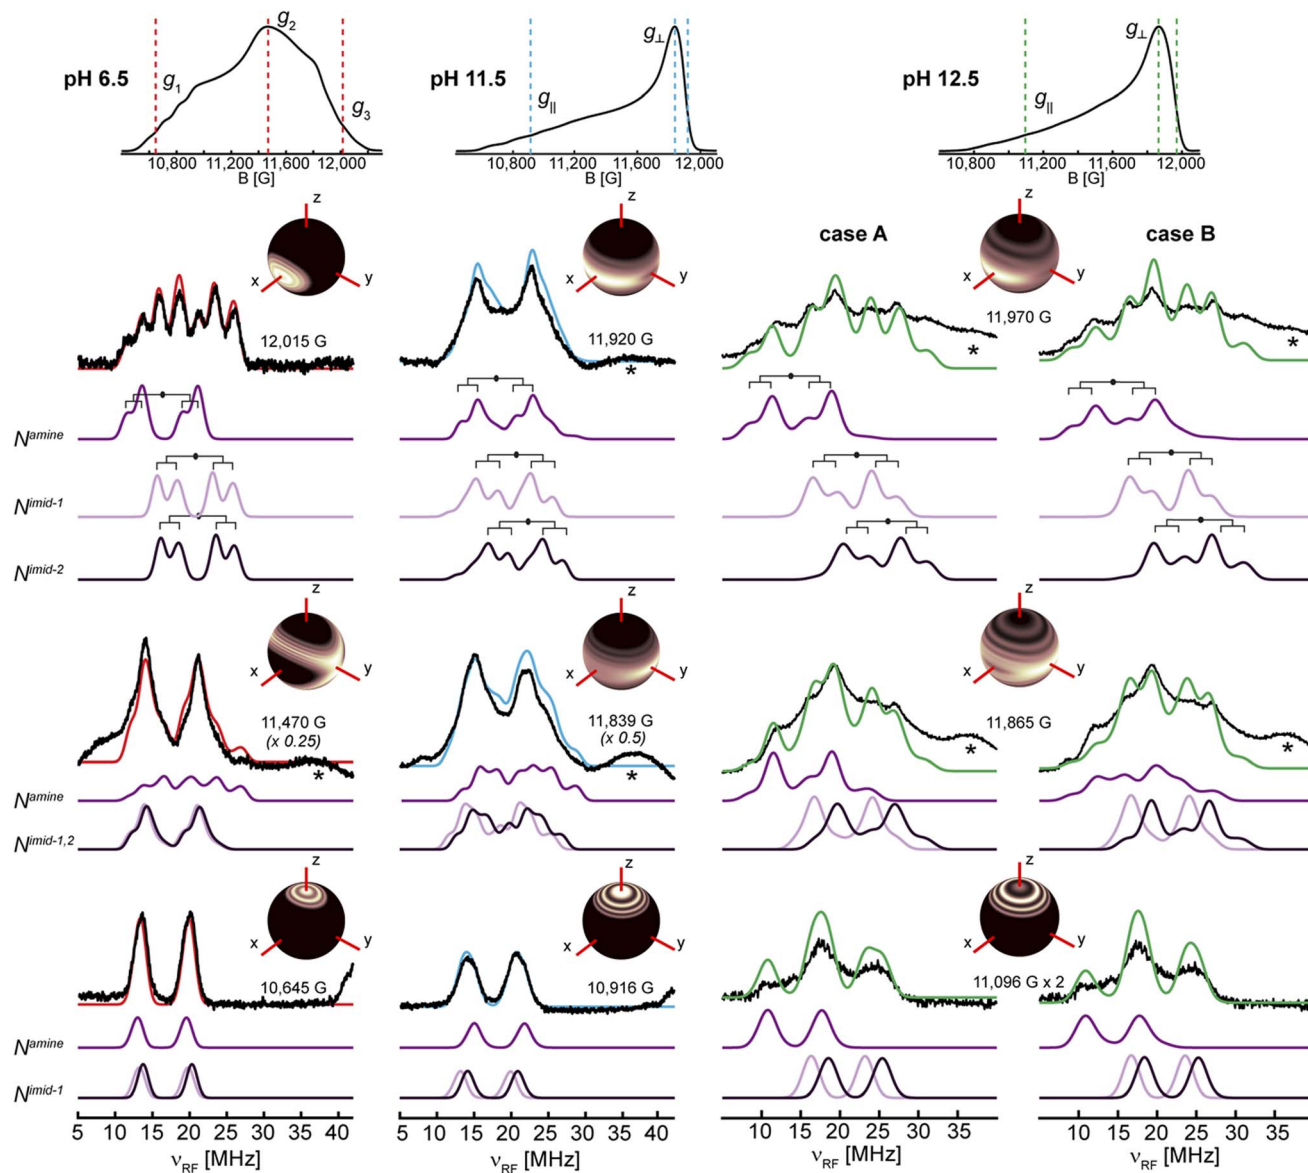 pH 6.5
g1
g2
g3
10,800 11,200 11,600 12,000
B [G]
pH 11.5
g||
g⊥
10,800 11,200 11,600 12,000
B [G]
pH 12.5
g||
g⊥
10,800 11,200 11,600 12,000
B [G]
case A
case B
z
x
y
12,015 G
z
x
y
11,920 G
*
z
x
y
11,970 G
*
*
Namine
Nimid-1
Nimid-2
z
x
y
11,470 G
(x 0.25)
*
z
x
y
11,839 G
(x 0.5)
*
z
x
y
11,865 G
*
*
Namine
Nimid-1,2
z
x
y
10,645 G
z
x
y
10,916 G
z
x
y
11,096 G x 2
Namine
Nimid-1
5 10 15 20 25 30 35 40
νRF [MHz]
5 10 15 20 25 30 35 40
νRF [MHz]
10 15 20 25 30 35
νRF [MHz]
10 15 20 25 30 35
νRF [MHz]